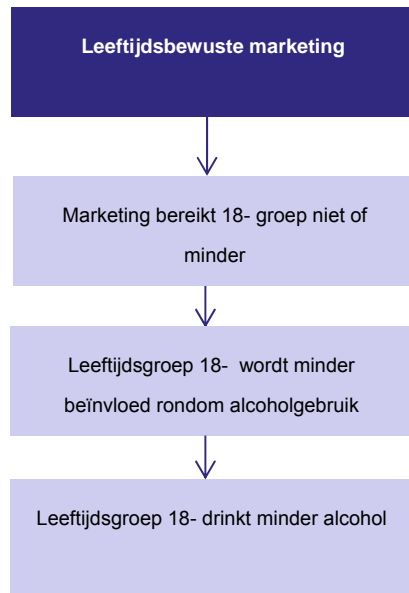 Leeftijdsbewuste marketing
Marketing bereikt 18- groep niet of
minder
Leeftijdsgroep 18- wordt minder
beïnvloed rondom alcoholgebruik
Leeftijdsgroep 18- drinkt minder alcohol